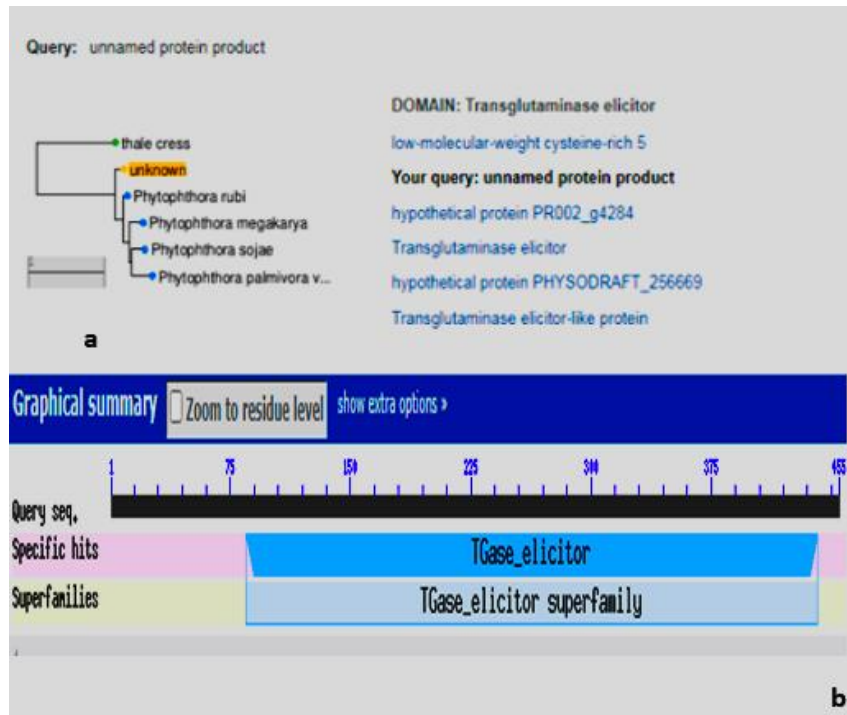 Query: unnamed protein product
DOMAIN: Transglutaminase elicitor
thale cress
low-molecular-weight cysteine-rich 5
unknown
Your query: unnamed protein product
Phytophthora rubi
hypothetical protein PR002_g4284
Phytophthora megakarya
Transglutaminase elicitor
Phytophthora sojae
hypothetical protein PHYSODRAFT_256669
Phytophthora palmivora v...
Transglutaminase elicitor-like protein
a
Graphical summary Zoom to residue level show extra options »
1 75 150 225 300 375 455
Query seq.
Specific hits TGase_elicitor
Superfamilies TGase_elicitor superfamily
b